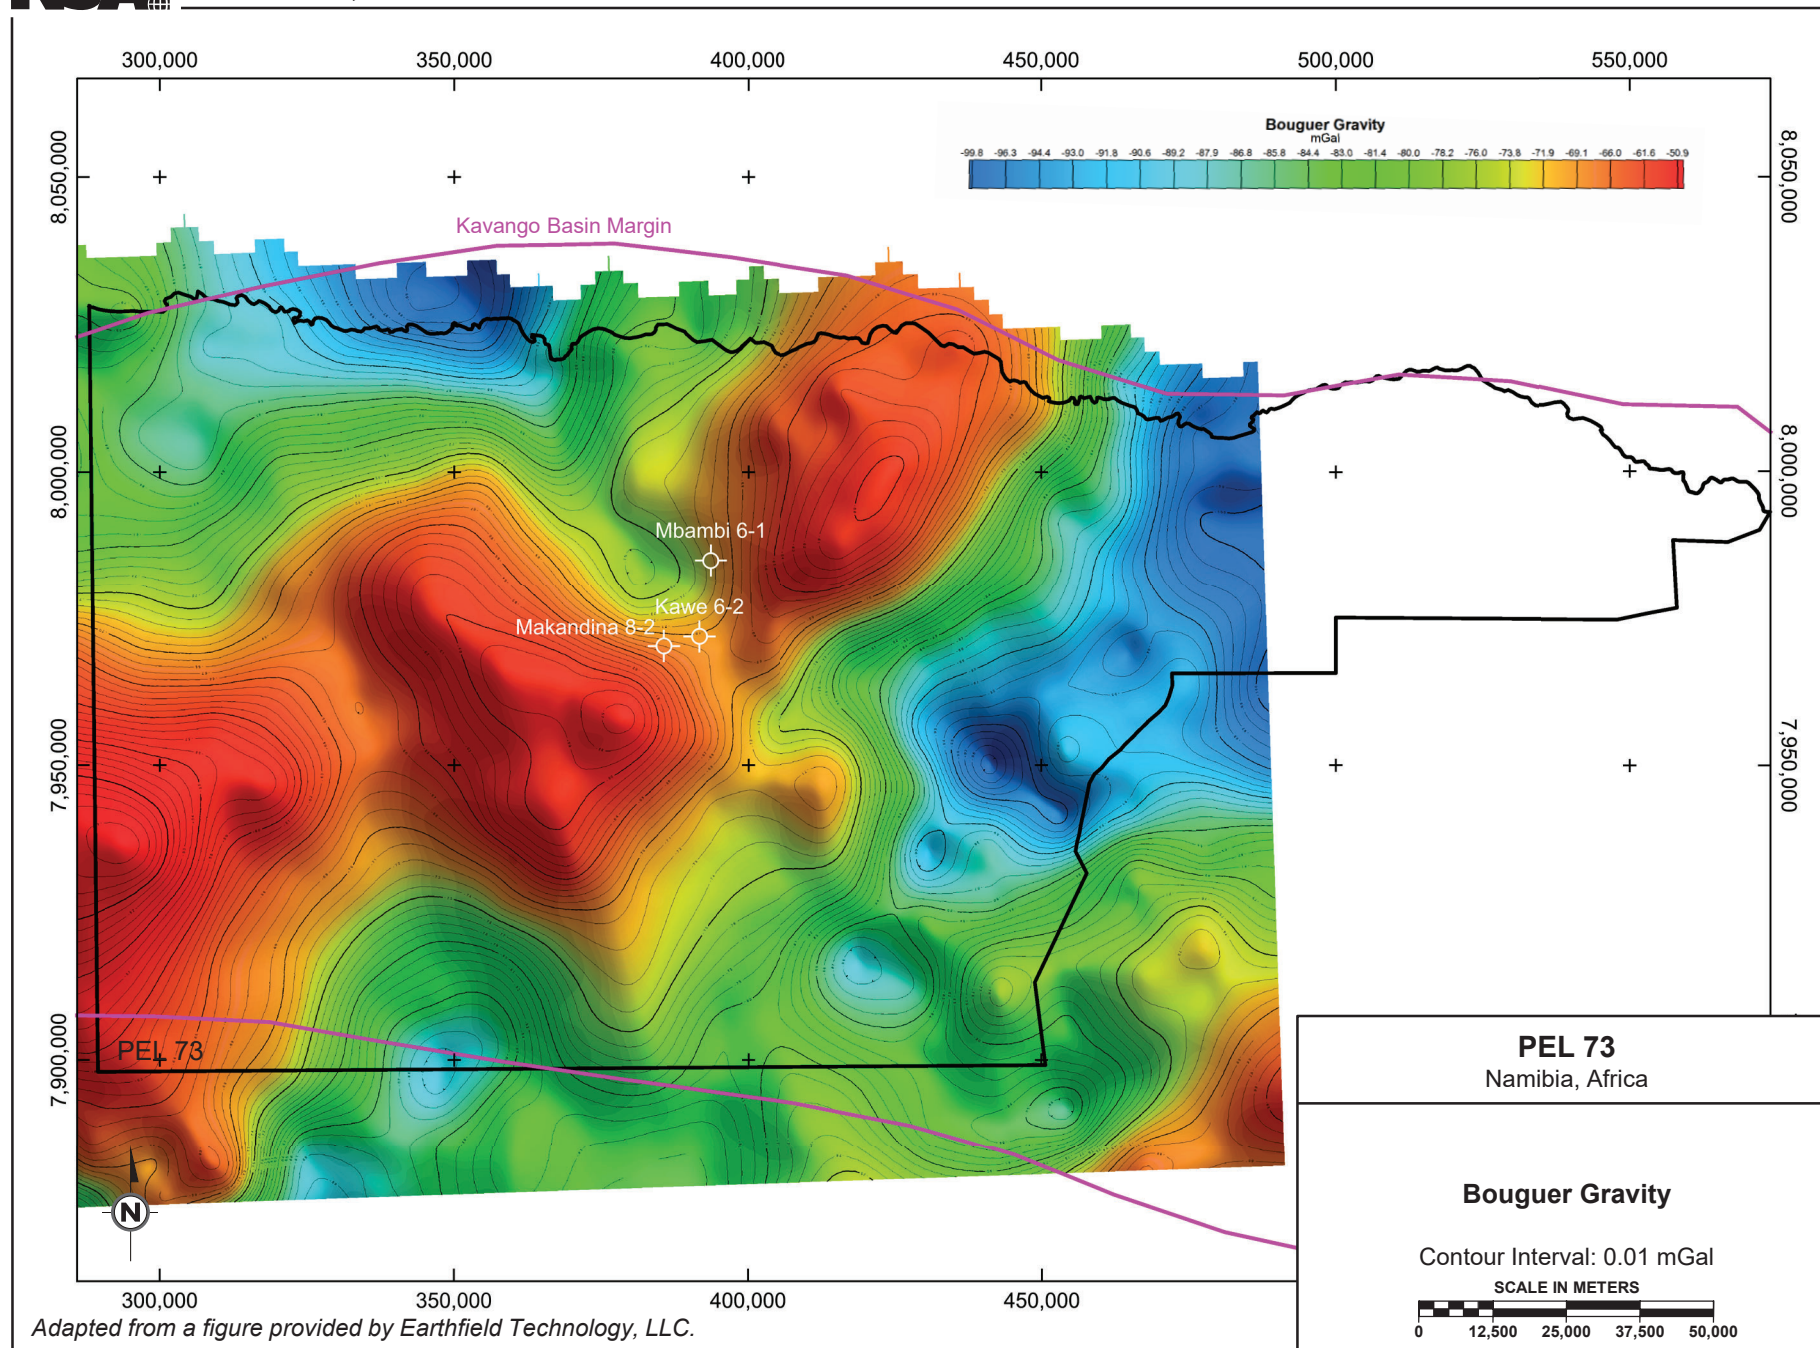 NSAI
300,000 350,000 400,000 450,000 500,000 550,000
Bouguer Gravity
mGal
-99.8 -96.3 -94.4 -93.0 -91.8 -90.6 -89.2 -87.9 -86.8 -85.8 -84.4 -83.0 -81.4 -80.0 -78.2 -76.0 -73.8 -71.9 -69.1 -66.0 -61.6 -50.9
8,050,000 8,050,000
Kavango Basin Margin
8,000,000 8,000,000
Mbambi 6-1
Kawe 6-2
Makandina 8-2
7,950,000 7,950,000
7,900,000
PEL 73
N
PEL 73
Namibia, Africa
Bouguer Gravity
Contour Interval: 0.01 mGal
SCALE IN METERS
0 12,500 25,000 37,500 50,000
300,000 350,000 400,000 450,000
Adapted from a figure provided by Earthfield Technology, LLC.